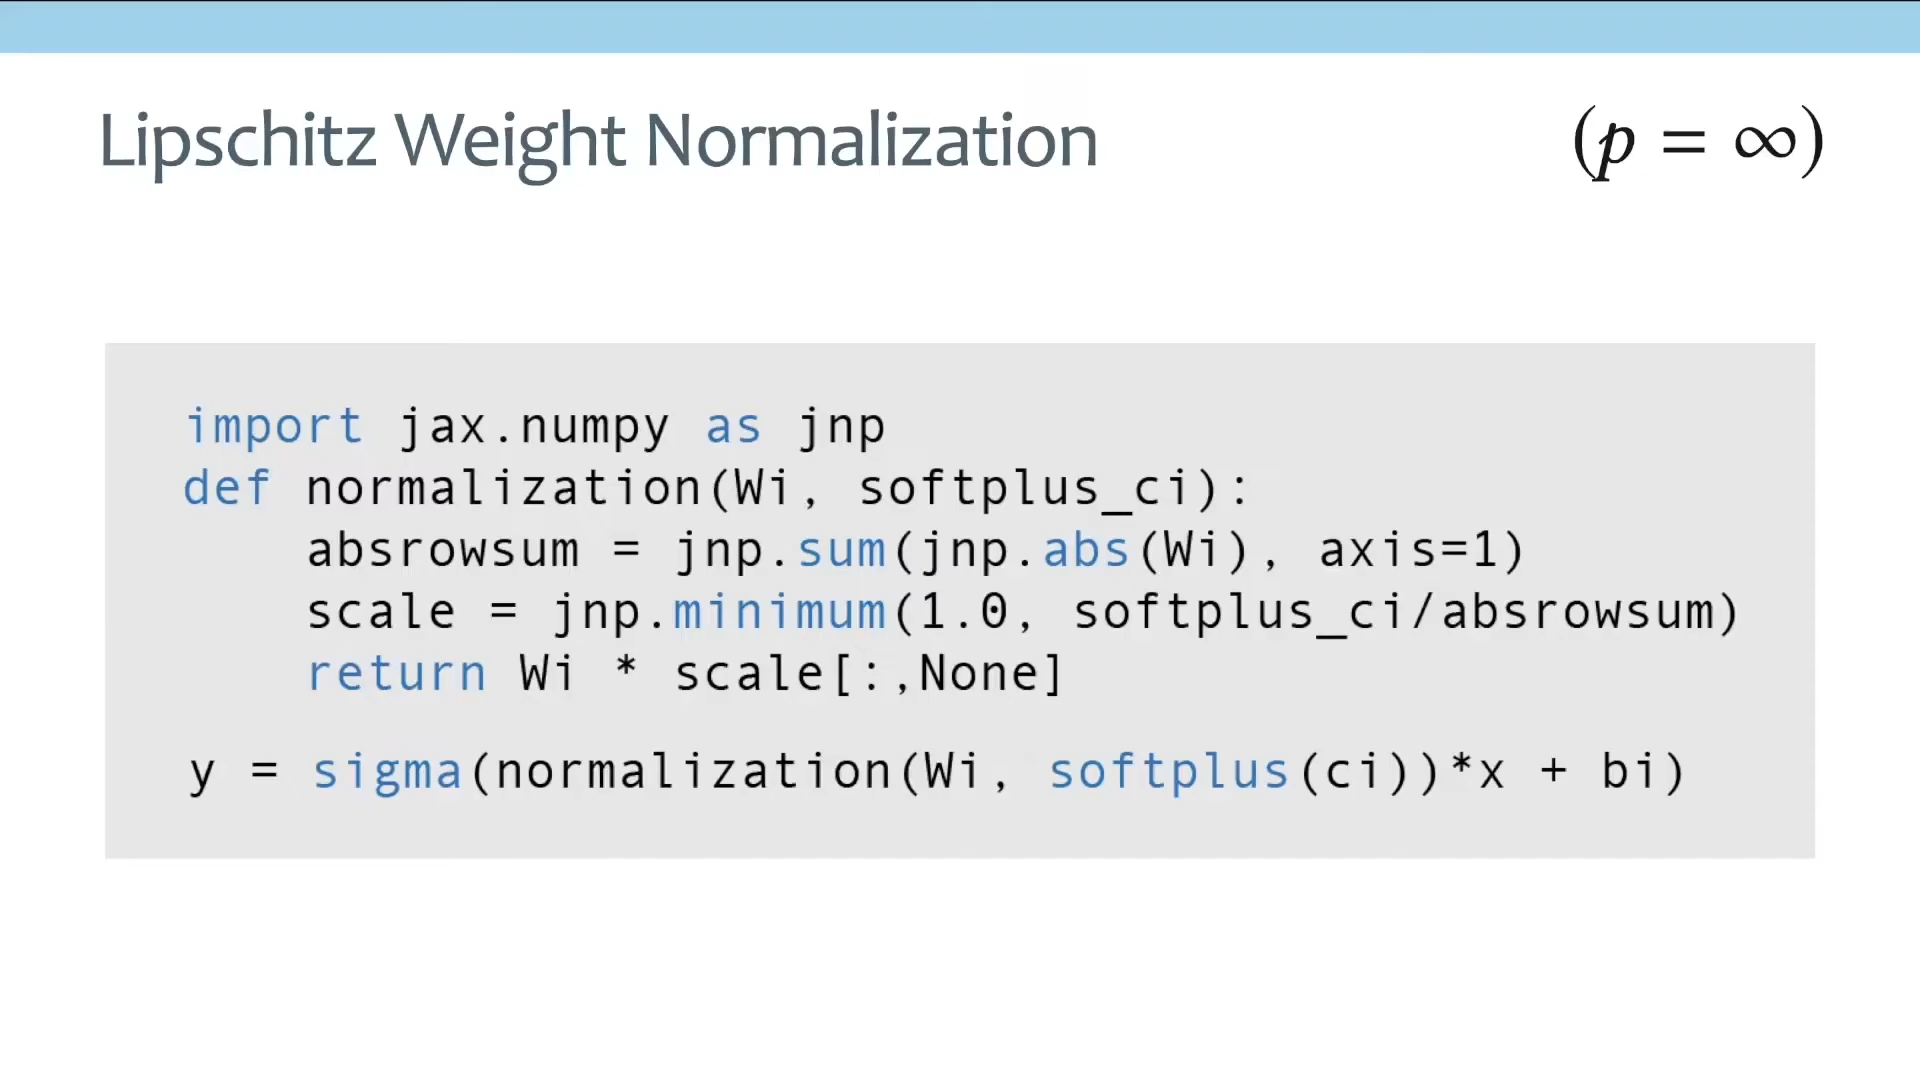 Lipschitz Weight Normalization
(p = ∞)
import jax.numpy as jnp
def normalization(Wi, softplus_ci):
    absrowsum = jnp.sum(jnp.abs(Wi), axis=1)
    scale = jnp.minimum(1.0, softplus_ci/absrowsum)
    return Wi * scale[:,None]
y = sigma(normalization(Wi, softplus(ci))*x + bi)